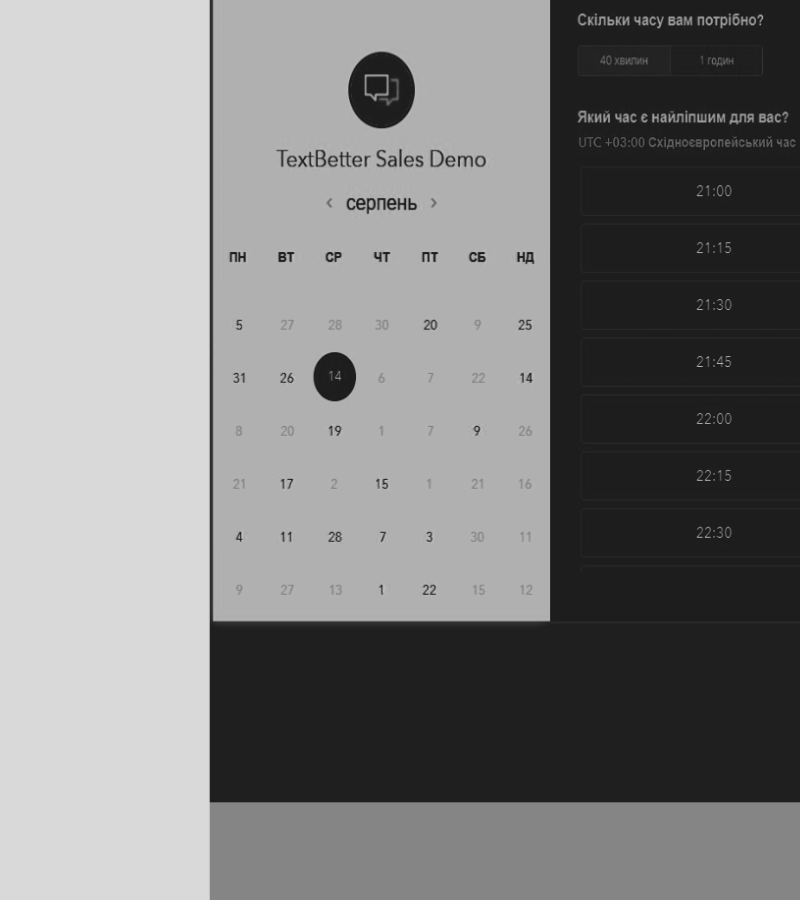 TextBetter Sales Demo
серпень
ПН ВТ СР ЧТ ПТ СБ НД
5 27 28 30 20 9 25
31 26 14 6 7 22 14
8 20 19 1 7 9 26
21 17 2 15 1 21 16
4 11 28 7 3 30 11
9 27 13 1 22 15 12
Скільки часу вам потрібно?
40 хвилин 1 годин
Який час є найліпшим для вас?
UTC +03:00 Східноєвропейський час
21:00
21:15
21:30
21:45
22:00
22:15
22:30